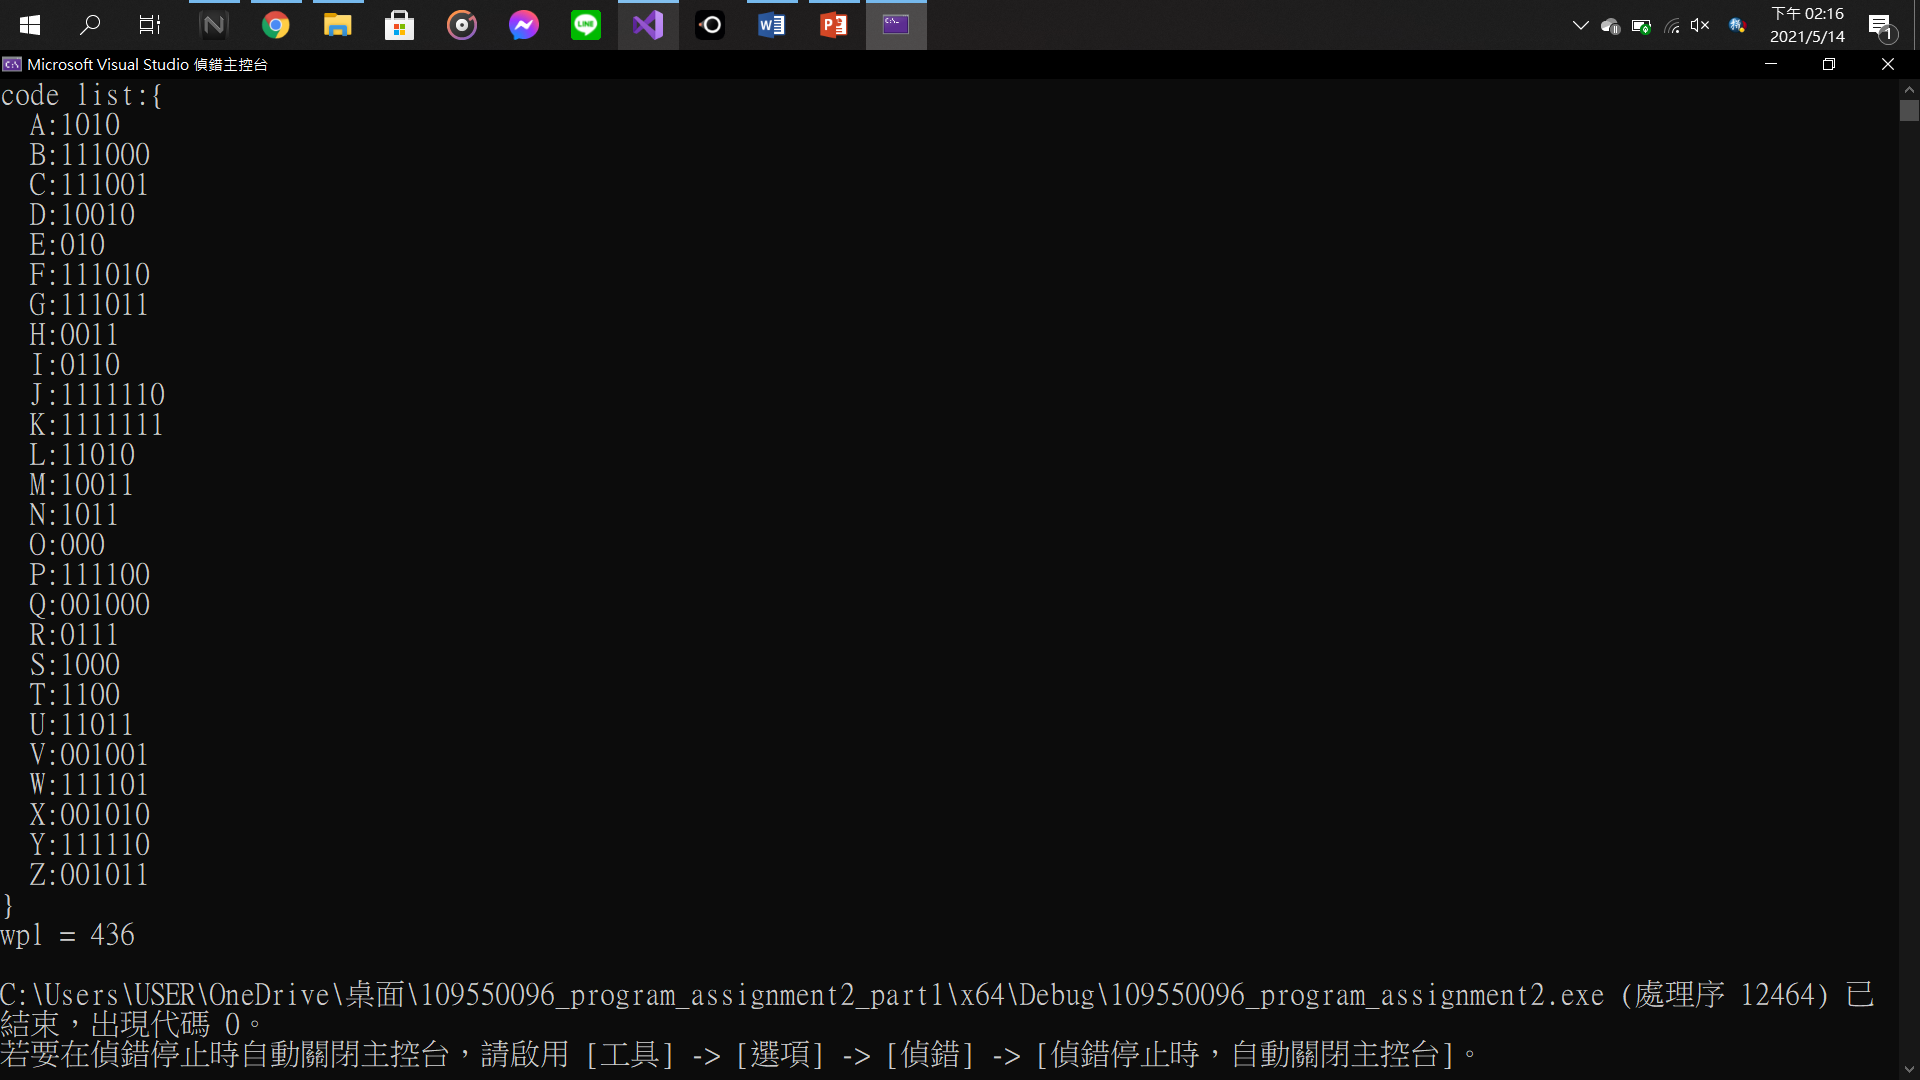 下午 02:16
2021/5/14
1
Microsoft Visual Studio 偵錯主控台
code list:{
A:1010
B:111000
C:111001
D:10010
E:010
F:111010
G:111011
H:0011
I:0110
J:1111110
K:1111111
L:11010
M:10011
N:1011
O:000
P:111100
Q:001000
R:0111
S:1000
T:1100
U:11011
V:001001
W:111101
X:001010
Y:111110
Z:001011
}
wpl = 436
C:\Users\USER\OneDrive\桌面\109550096_program_assignment2_part1\x64\Debug\109550096_program_assignment2.exe (處理序 12464) 已
結束，出現代碼 0。
若要在偵錯停止時自動關閉主控台，請啟用 [工具] -> [選項] -> [偵錯] -> [偵錯停止時，自動關閉主控台]。